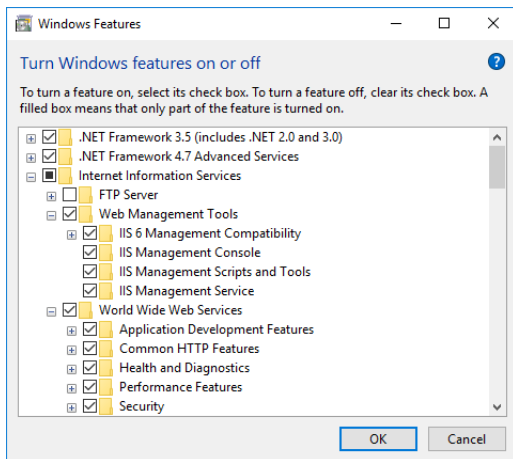 Windows Features
Turn Windows features on or off
To turn a feature on, select its check box. To turn a feature off, clear its check box. A
filled box means that only part of the feature is turned on.
.NET Framework 3.5 (includes .NET 2.0 and 3.0)
.NET Framework 4.7 Advanced Services
Internet Information Services
FTP Server
Web Management Tools
IIS 6 Management Compatibility
IIS Management Console
IIS Management Scripts and Tools
IIS Management Service
World Wide Web Services
Application Development Features
Common HTTP Features
Health and Diagnostics
Performance Features
Security
OK Cancel